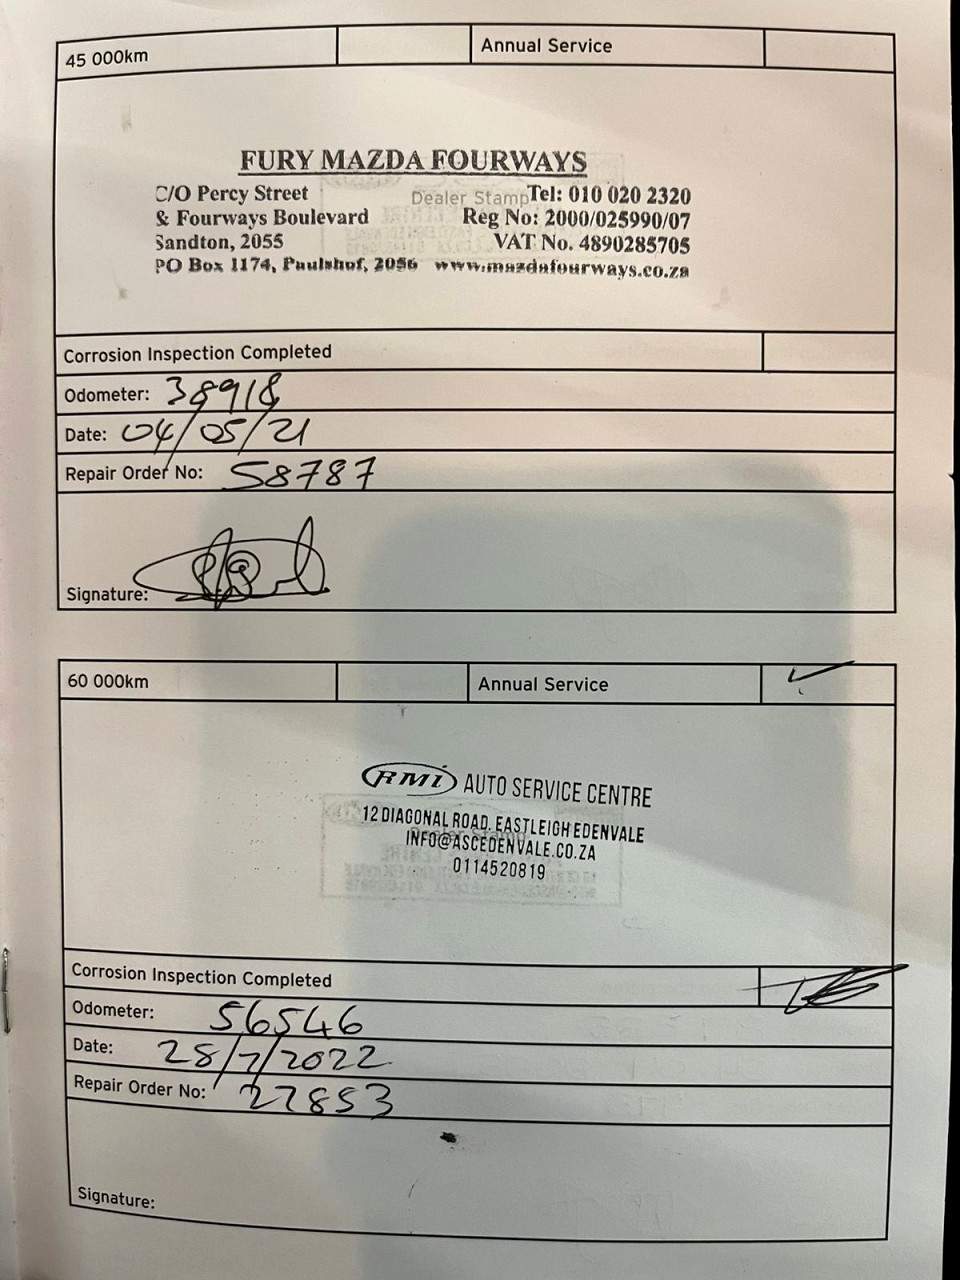 45 000km Annual Service
FURY MAZDA FOURWAYS
C/O Percy Street Dealer Stamp Tel: 010 020 2320
& Fourways Boulevard Reg No: 2000/025990/07
Sandton, 2055 VAT No. 4890285705
PO Box 1174, Paulshof, 2056 www.mazdafourways.co.za
Corrosion Inspection Completed
Odometer: 38918
Date: 04/05/21
Repair Order No: 58787
Signature:
60 000km Annual Service
RMI AUTO SERVICE CENTRE
12 DIAGONAL ROAD, EASTLEIGH EDENVALE
Dealer Stamp
INFO@ASCEDENVALE.CO.ZA
0114520819
Corrosion Inspection Completed
Odometer: 56546
Date: 28/7/2022
Repair Order No: 27853
Signature: